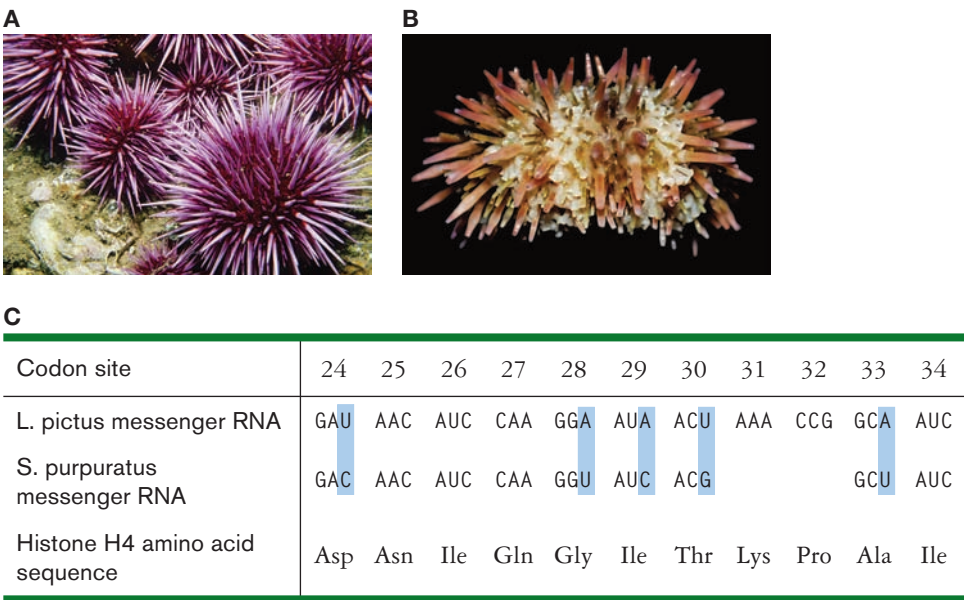 A
B
C
Codon site 24 25 26 27 28 29 30 31 32 33 34
L. pictus messenger RNA GAU AAC AUC CAA GGA AUA ACU AAA CCG GCA AUC
S. purpuratus
messenger RNA GAC AAC AUC CAA GGU AUC ACG GCU AUC
Histone H4 amino acid
sequence Asp Asn Ile Gln Gly Ile Thr Lys Pro Ala Ile